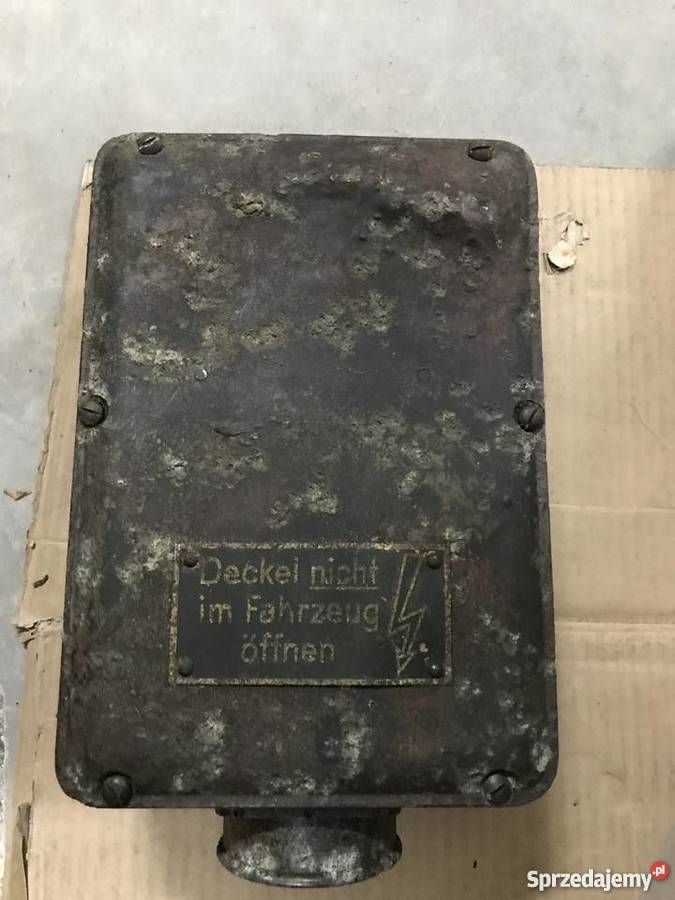 Deckel nicht
im Fahrzeug
öffnen
Sprzedajemy.pl